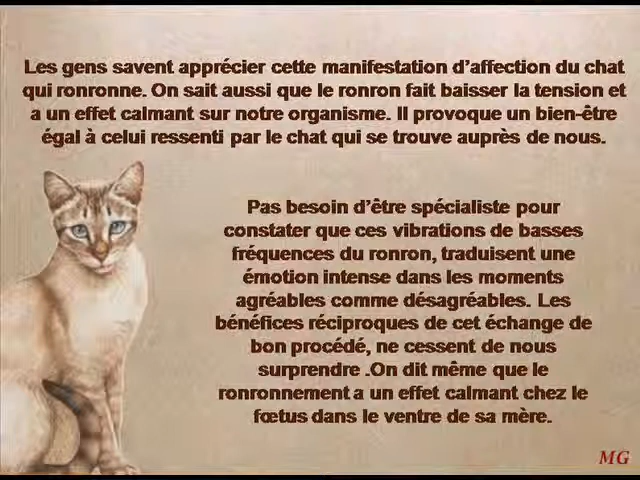 Les gens savent apprécier cette manifestation d'affection du chat
qui ronronne. On sait aussi que le ronron fait baisser la tension et
a un effet calmant sur notre organisme. Il provoque un bien-être
égal à celui ressenti par le chat qui se trouve auprès de nous.
Pas besoin d'être spécialiste pour
constater que ces vibrations de basses
fréquences du ronron, traduisent une
émotion intense dans les moments
agréables comme désagréables. Les
bénéfices réciproques de cet échange de
bon procédé, ne cessent de nous
surprendre .On dit même que le
ronronnement a un effet calmant chez le
fœtus dans le ventre de sa mère.
MG